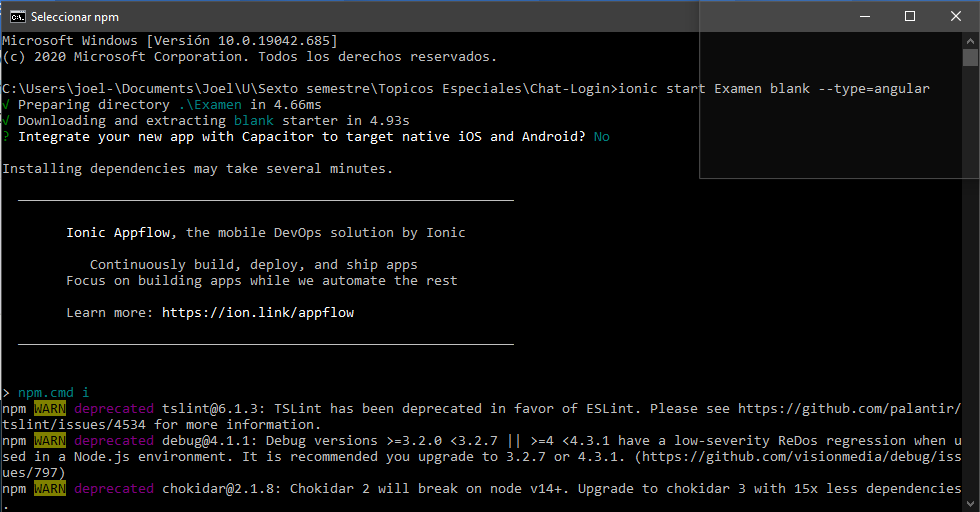 Seleccionar npm
Microsoft Windows [Versión 10.0.19042.685]
(c) 2020 Microsoft Corporation. Todos los derechos reservados.
C:\Users\joel-\Documents\Joel\U\Sexto semestre\Topicos Especiales\Chat-Login>ionic start Examen blank --type=angular
√ Preparing directory .\Examen in 4.66ms
√ Downloading and extracting blank starter in 4.93s
? Integrate your new app with Capacitor to target native iOS and Android? No
Installing dependencies may take several minutes.
Ionic Appflow, the mobile DevOps solution by Ionic
Continuously build, deploy, and ship apps
Focus on building apps while we automate the rest
Learn more: https://ion.link/appflow
> npm.cmd i
npm WARN deprecated tslint@6.1.3: TSLint has been deprecated in favor of ESLint. Please see https://github.com/palantir/
tslint/issues/4534 for more information.
npm WARN deprecated debug@4.1.1: Debug versions >=3.2.0 <3.2.7 || >=4 <4.3.1 have a low-severity ReDos regression when u
sed in a Node.js environment. It is recommended you upgrade to 3.2.7 or 4.3.1. (https://github.com/visionmedia/debug/iss
ues/797)
npm WARN deprecated chokidar@2.1.8: Chokidar 2 will break on node v14+. Upgrade to chokidar 3 with 15x less dependencies
.